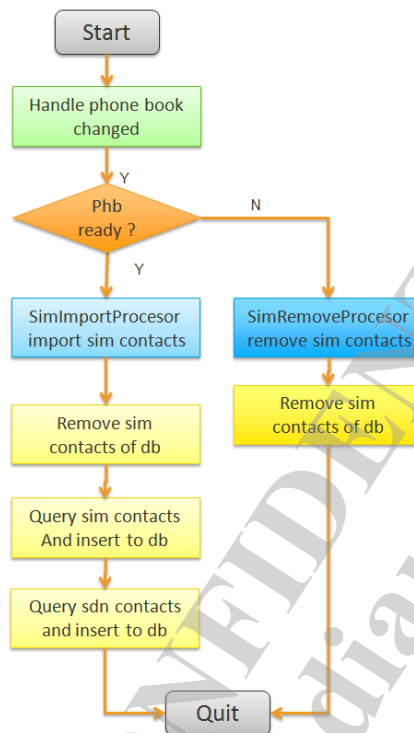 Start
Handle phone book
changed
Y
Phb
ready ?
N
Y
SimImportProcesor
import sim contacts
SimRemoveProcesor
remove sim contacts
Remove sim
contacts of db
Remove sim
contacts of db
Query sim contacts
And insert to db
Query sdn contacts
and insert to db
Quit